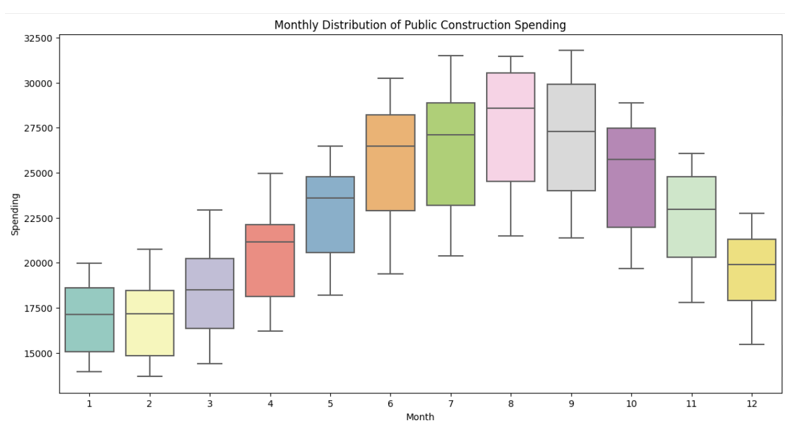 Monthly Distribution of Public Construction Spending
32500
30000
27500
25000
22500
20000
17500
15000
Spending
1 2 3 4 5 6 7 8 9 10 11 12
Month